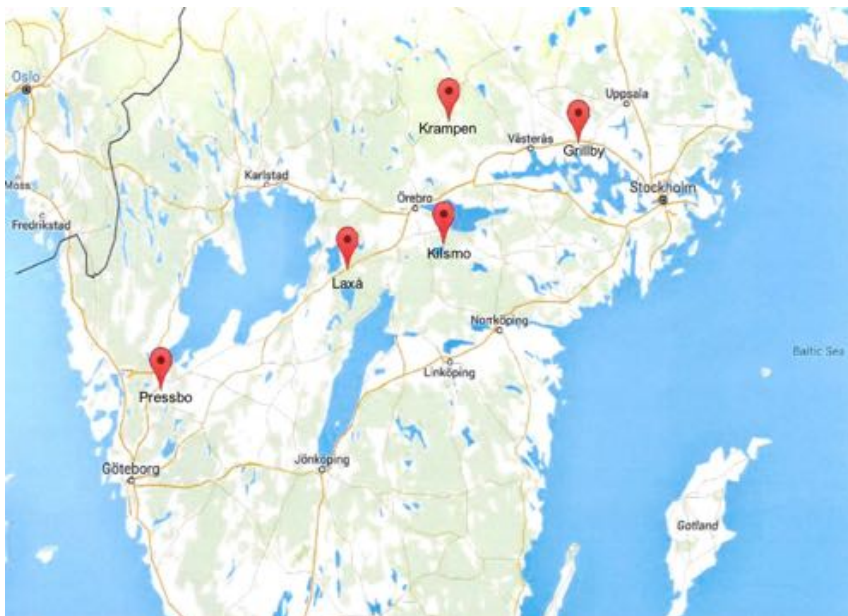 Oslo
Uppsala
Krampen
Västerås
Grillby
Karlstad
Moss
Stockholm
Örebro
Fredrikstad
Kilsmo
Laxå
Norrköping
Baltic Sea
Linköping
Pressbo
Jönköping
Göteborg
Gotland